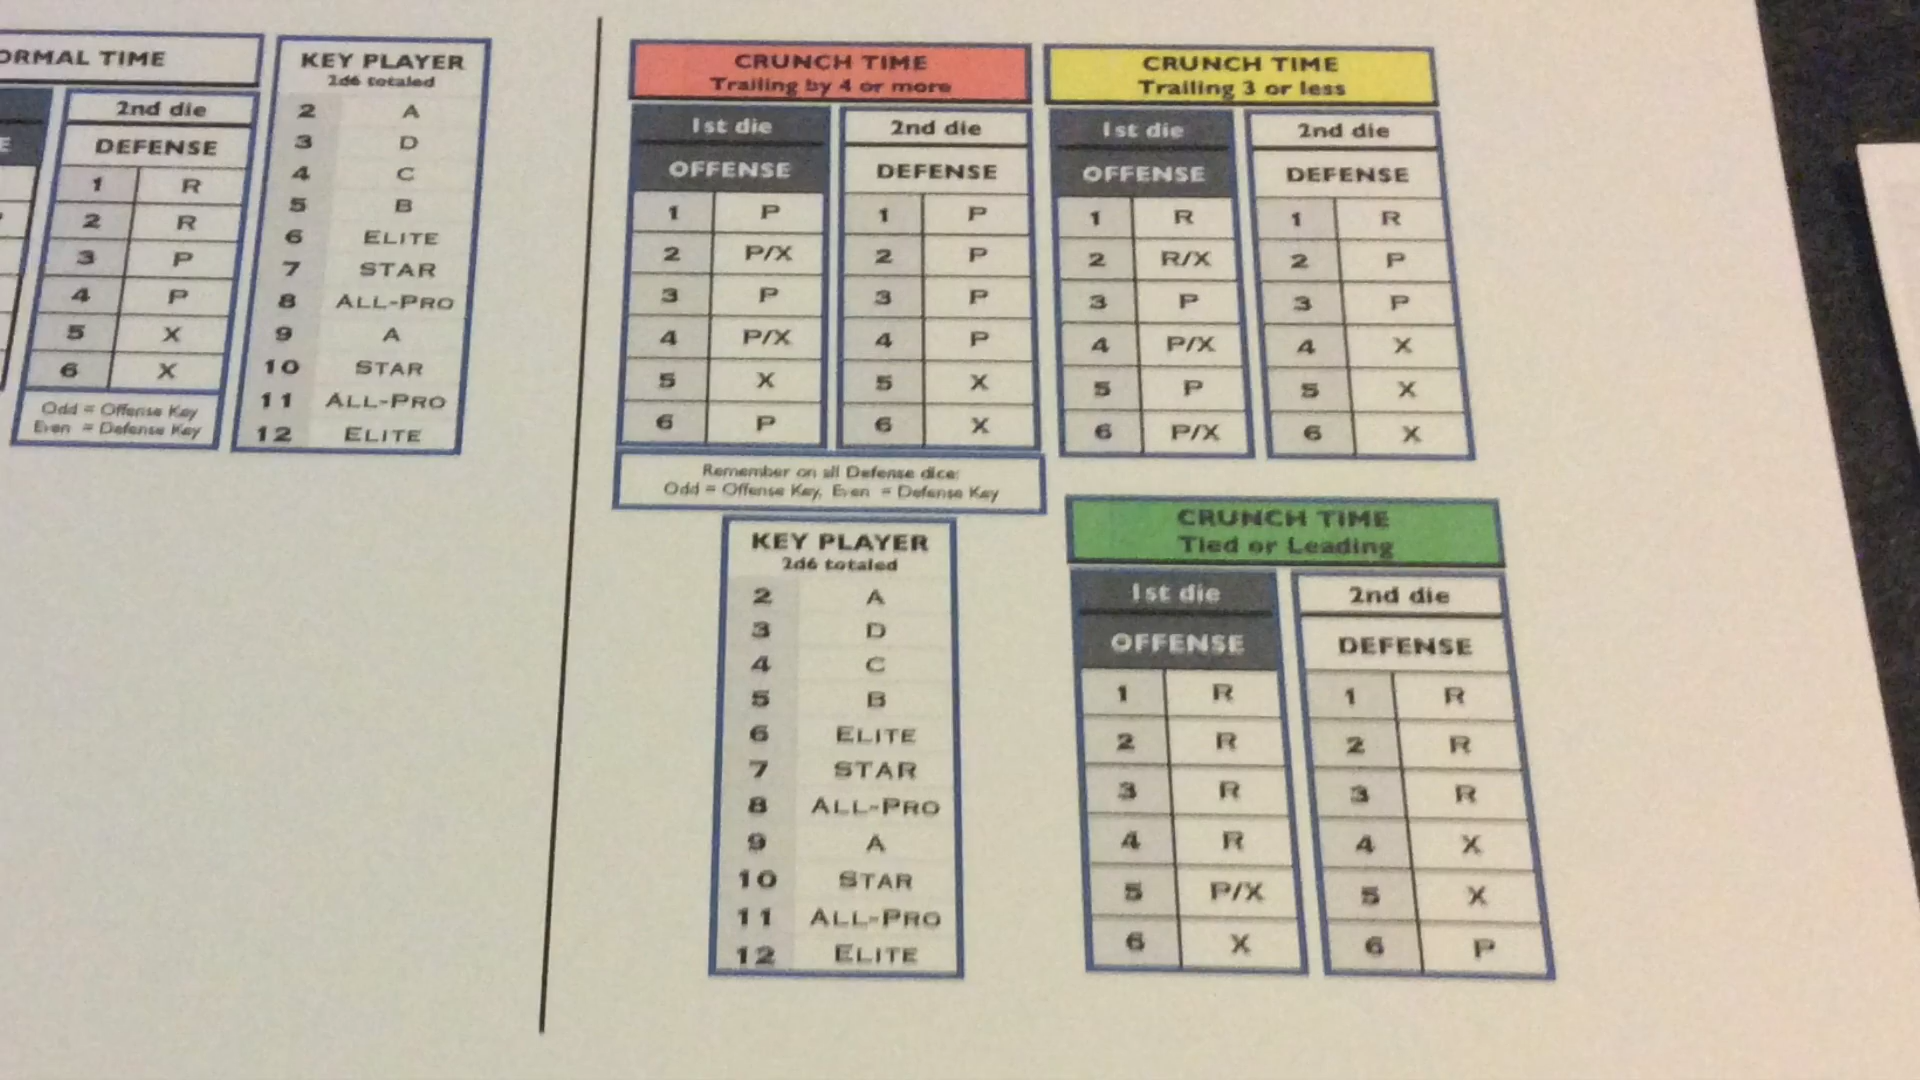 ORMAL TIME
2nd die
E
DEFENSE
1 R
2 R
3 P
4 P
5 X
6 X
Odd = Offense Key
Even = Defense Key
KEY PLAYER
2d6 totaled
2 A
3 D
4 C
5 B
6 ELITE
7 STAR
8 ALL-PRO
9 A
10 STAR
11 ALL-PRO
12 ELITE
CRUNCH TIME
Trailing by 4 or more
1st die 2nd die
OFFENSE DEFENSE
1 P 1 P
2 P/X 2 P
3 P 3 P
4 P/X 4 P
5 X 5 X
6 P 6 X
Remember on all Defense dice:
Odd = Offense Key, Even = Defense Key
CRUNCH TIME
Trailing 3 or less
1st die 2nd die
OFFENSE DEFENSE
1 R 1 R
2 R/X 2 P
3 P 3 P
4 P/X 4 X
5 P 5 X
6 P/X 6 X
KEY PLAYER
2d6 totaled
2 A
3 D
4 C
5 B
6 ELITE
7 STAR
8 ALL-PRO
9 A
10 STAR
11 ALL-PRO
12 ELITE
CRUNCH TIME
Tied or Leading
1st die 2nd die
OFFENSE DEFENSE
1 R 1 R
2 R 2 R
3 R 3 R
4 R 4 X
5 P/X 5 X
6 X 6 P